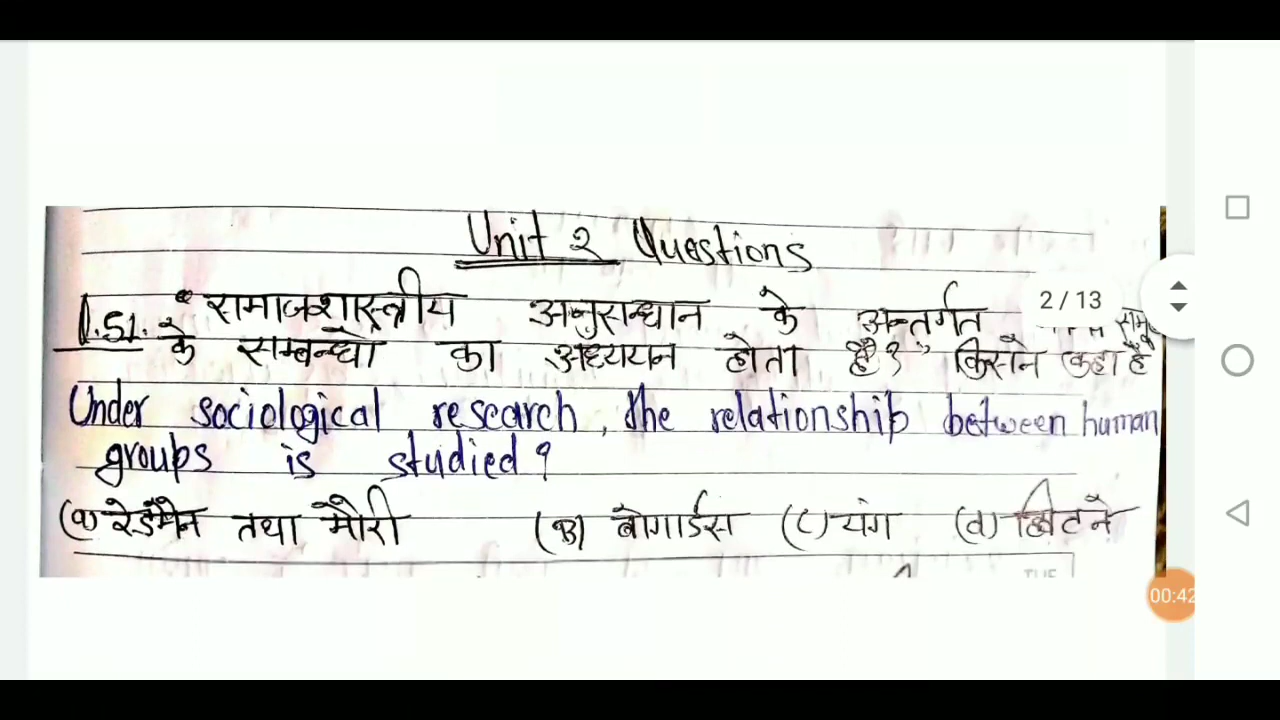 Unit 2 Questions
2 / 13
1.51. "सामाजशास्त्रीय अनुसन्धान के अन्तर्गत
के सम्बन्धो का अध्ययन होता है?" किसने कहा है
Under sociological research, the relationship between human
groups is studied?
(a) रेडमैन तथा मौरी (B) बोगार्डस (c) यंग (d) व्हिटने
00:42